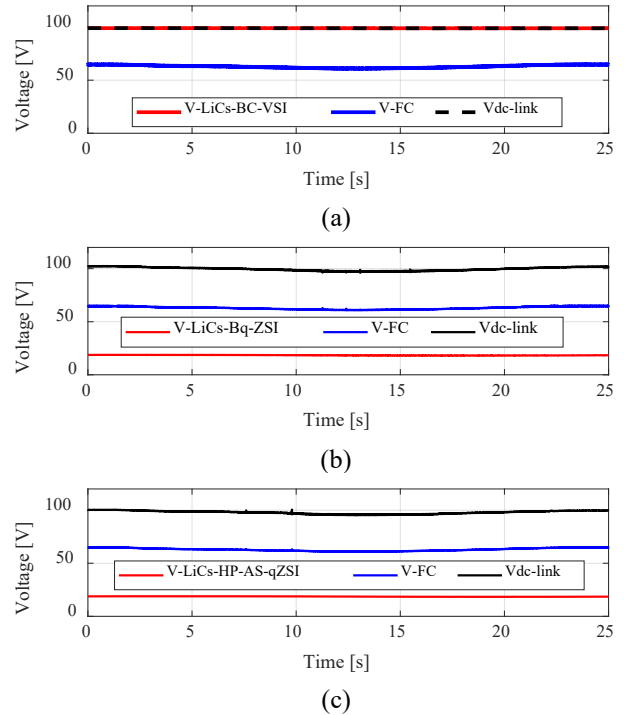 Voltage [V]
100
50
0
V-LiCs-BC-VSI V-FC Vdc-link
0 5 10 15 20 25
Time [s]
(a)
Voltage [V]
100
50
0
V-LiCs-Bq-ZSI V-FC Vdc-link
0 5 10 15 20 25
Time [s]
(b)
Voltage [V]
100
50
0
V-LiCs-HP-AS-qZSI V-FC Vdc-link
0 5 10 15 20 25
Time [s]
(c)